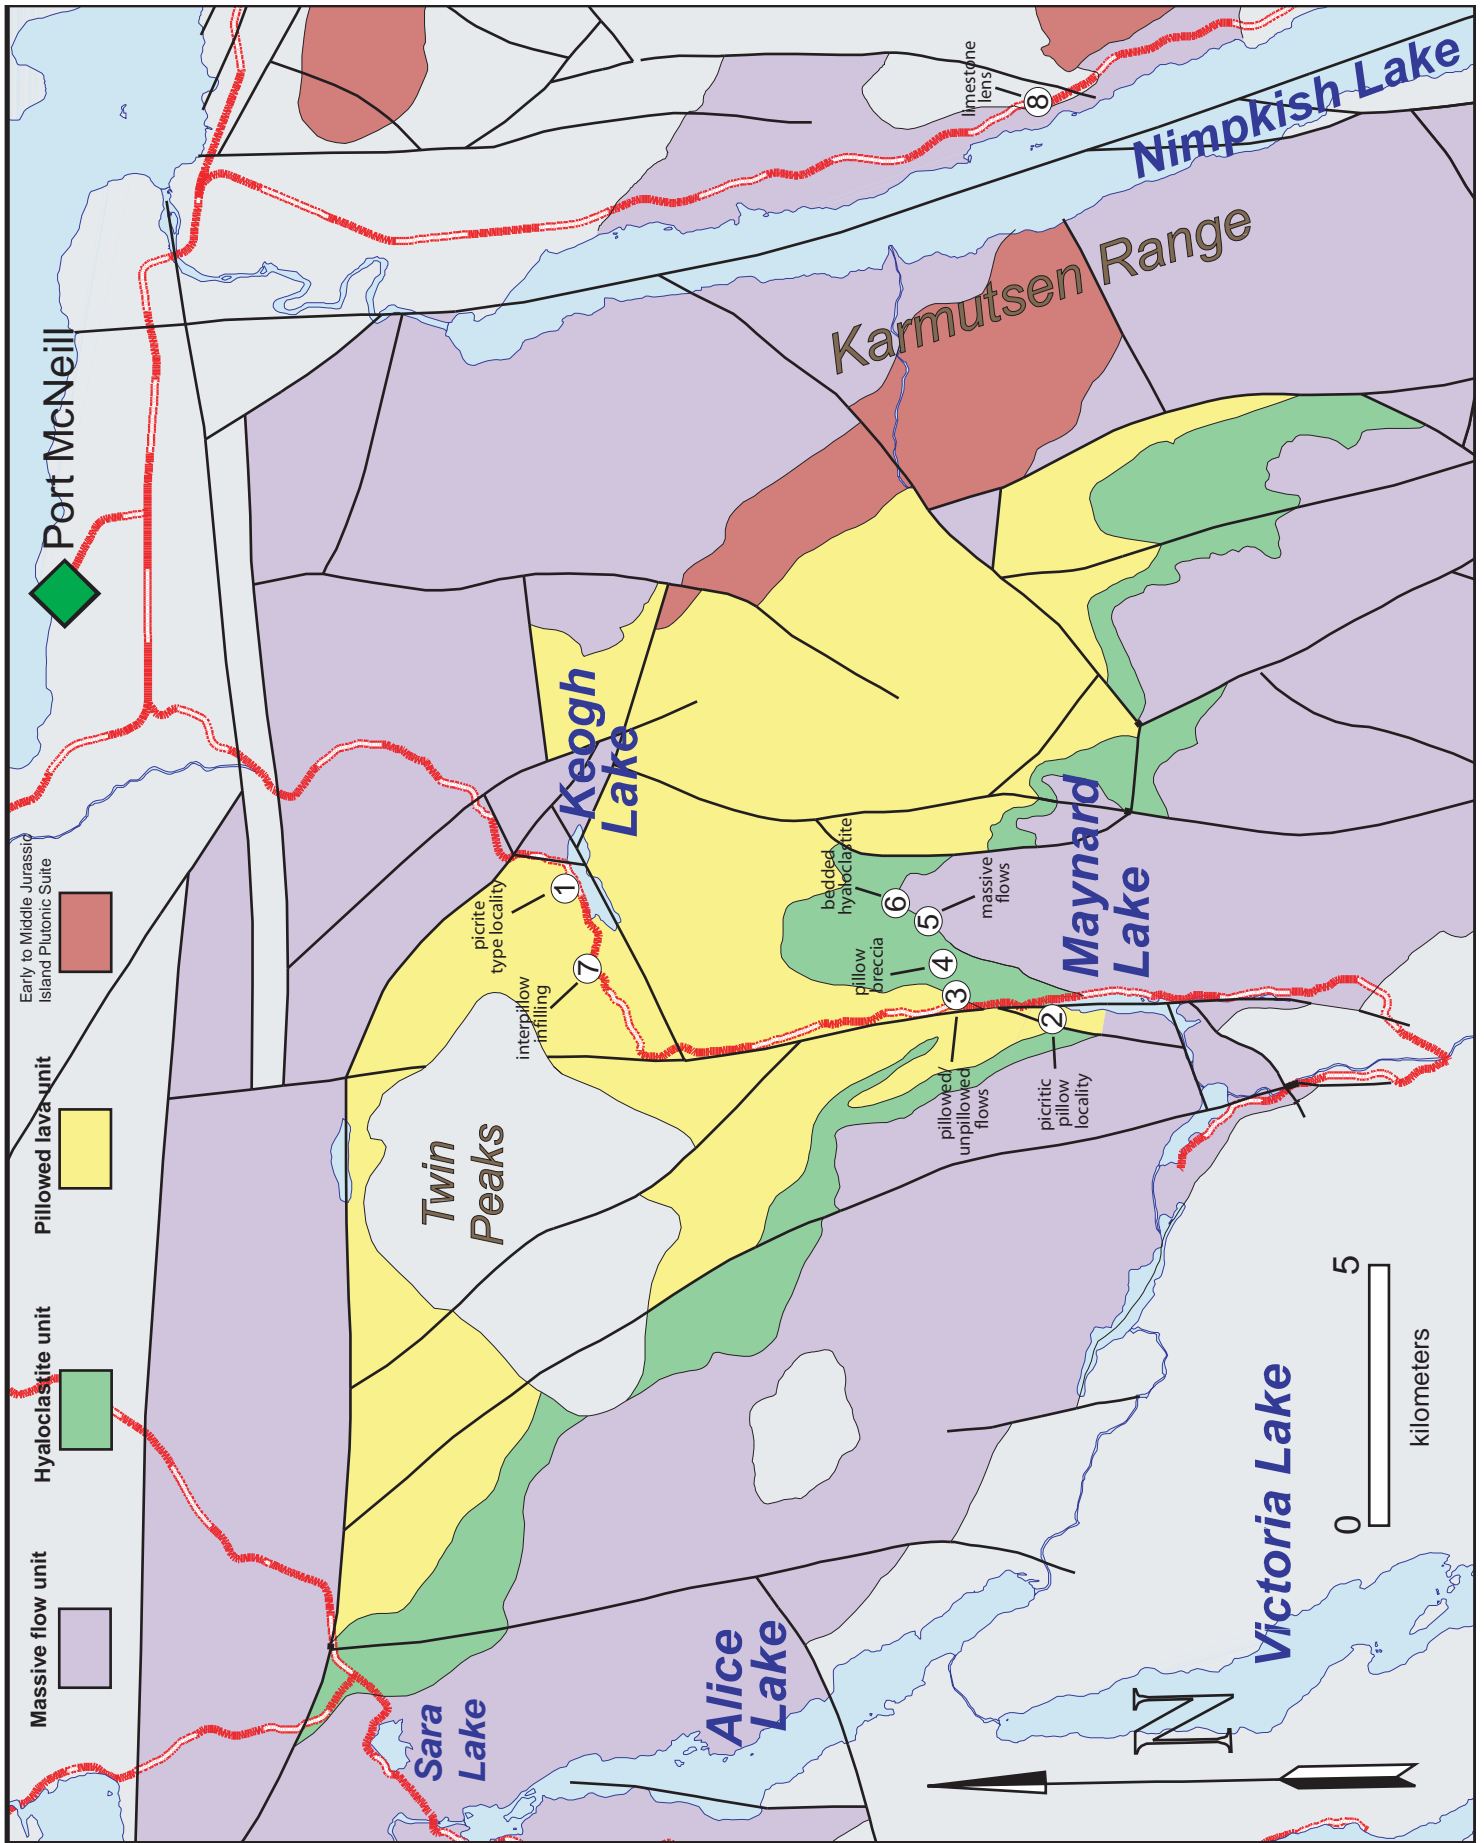 Massive flow unit
Hyaloclastite unit
Pillowed lava unit
Early to Middle Jurassic
Island Plutonic Suite
Port McNeill
Nimpkish Lake
Karmutsen Range
limestone
lens
8
Keogh
Lake
picrite
type locality
1
interpillow
infilling
7
Twin
Peaks
bedded
hyaloclastite
6
5
massive
flows
pillow
breccia
4
3
pillowed/
unpillowed
flows
2
picritic
pillow
locality
Maynard
Lake
Sara
Lake
Alice
Lake
Victoria Lake
N
0
5
kilometers